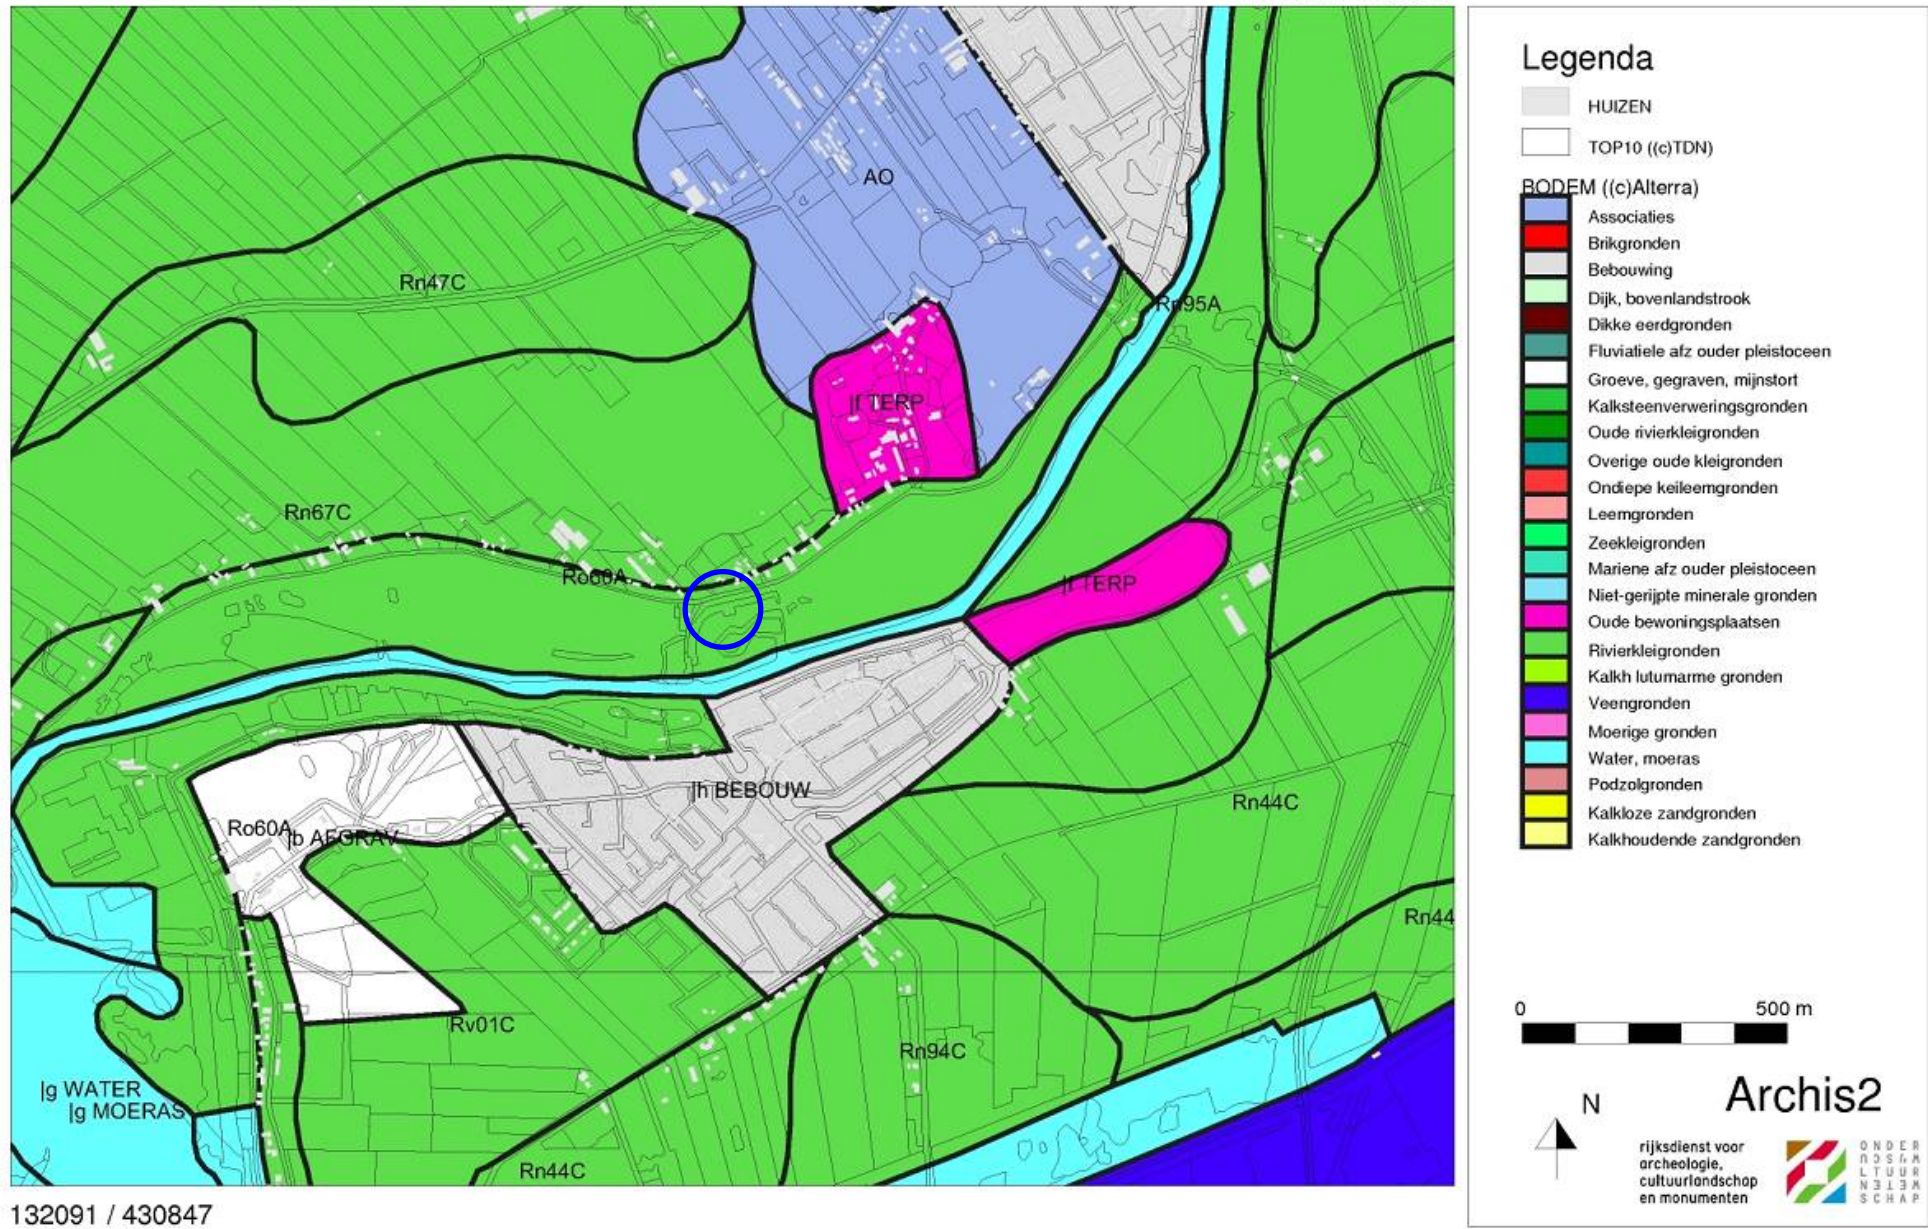 AO
Rn47C
Rn95A
|f TERP
Rn67C
Ro60A
|f TERP
|h BEBOUW
Rn44C
Ro60A
|b AFGRAV
Rn44
Rv01C
Rn94C
|g WATER
|g MOERAS
Rn44C
132091 / 430847
Legenda
HUIZEN
TOP10 ((c)TDN)
BODEM ((c)Alterra)
Associaties
Brikgronden
Bebouwing
Dijk, bovenlandstrook
Dikke eerdgronden
Fluviatiele afz ouder pleistoceen
Groeve, gegraven, mijnstort
Kalksteenverweringsgronden
Oude rivierkleigronden
Overige oude kleigronden
Ondiepe keileemgronden
Leemgronden
Zeekleigronden
Mariene afz ouder pleistoceen
Niet-gerijpte minerale gronden
Oude bewoningsplaatsen
Rivierkleigronden
Kalkh lutumarme gronden
Veengronden
Moerige gronden
Water, moeras
Podzolgronden
Kalkloze zandgronden
Kalkhoudende zandgronden
0 500 m
N
Archis2
rijksdienst voor
archeologie,
cultuurlandschap
en monumenten
ONDER
LTUUR
SCHAP